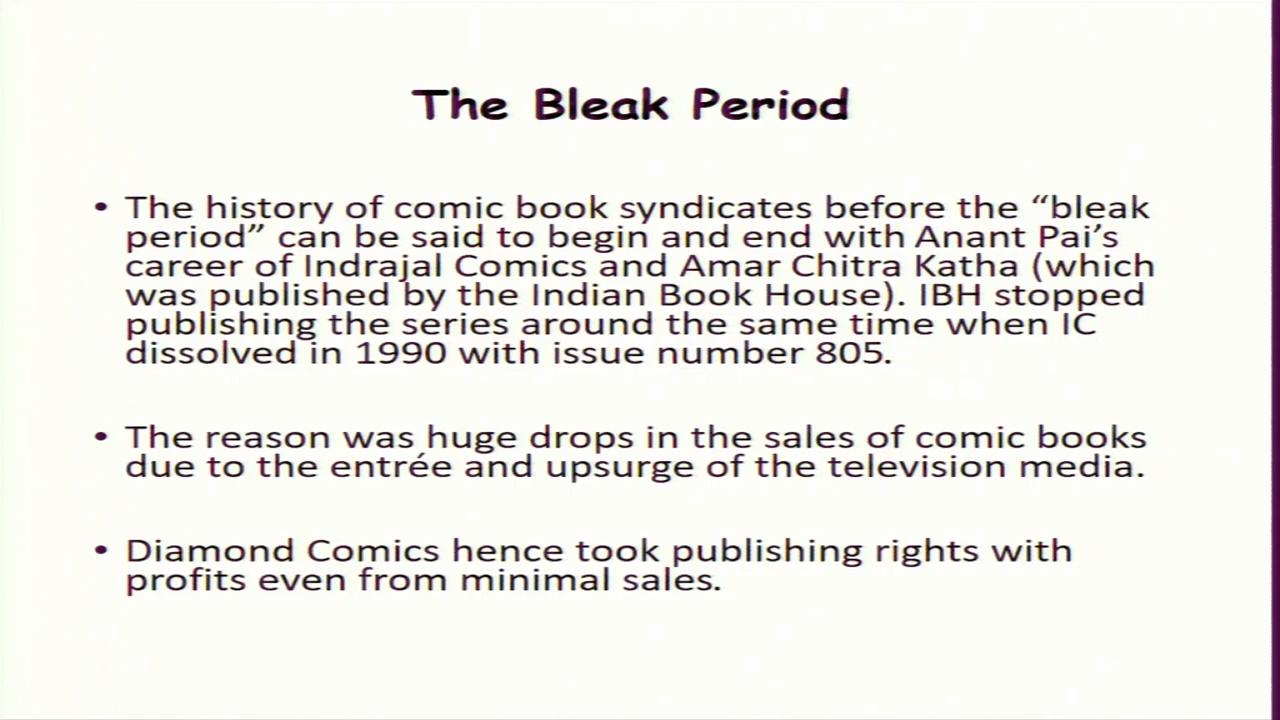 The Bleak Period
• The history of comic book syndicates before the “bleak
period” can be said to begin and end with Anant Pai’s
career of Indrajal Comics and Amar Chitra Katha (which
was published by the Indian Book House). IBH stopped
publishing the series around the same time when IC
dissolved in 1990 with issue number 805.
• The reason was huge drops in the sales of comic books
due to the entrée and upsurge of the television media.
• Diamond Comics hence took publishing rights with
profits even from minimal sales.